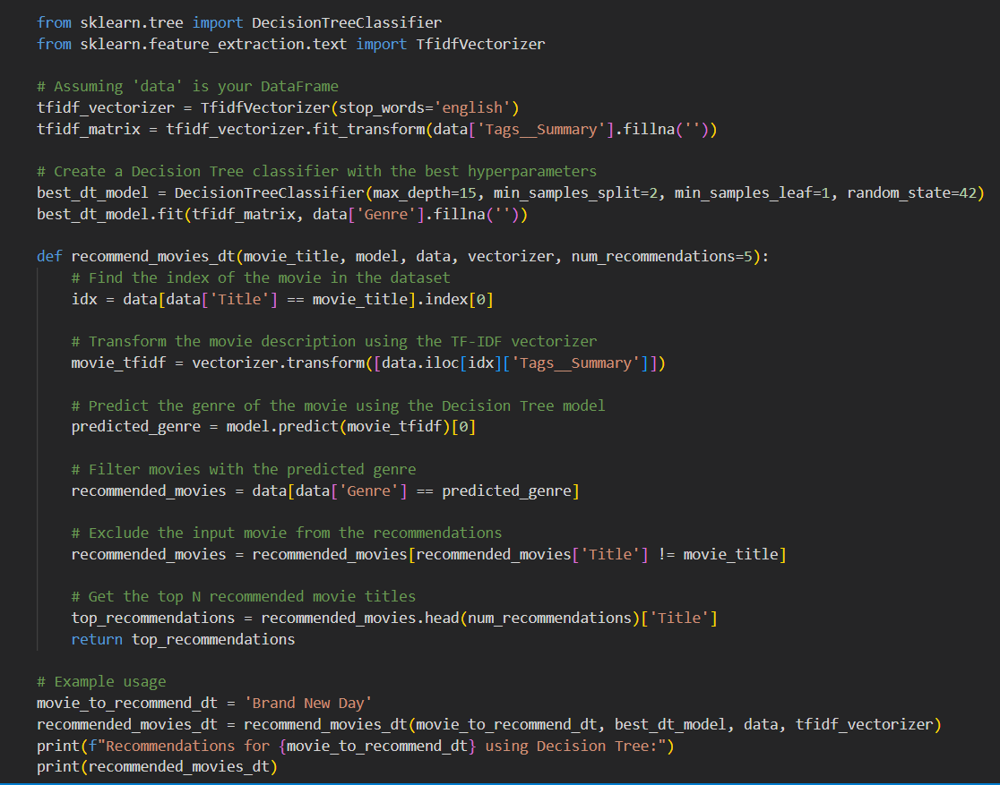 from sklearn.tree import DecisionTreeClassifier
from sklearn.feature_extraction.text import TfidfVectorizer

# Assuming 'data' is your DataFrame
tfidf_vectorizer = TfidfVectorizer(stop_words='english')
tfidf_matrix = tfidf_vectorizer.fit_transform(data['Tags__Summary'].fillna(''))

# Create a Decision Tree classifier with the best hyperparameters
best_dt_model = DecisionTreeClassifier(max_depth=15, min_samples_split=2, min_samples_leaf=1, random_state=42)
best_dt_model.fit(tfidf_matrix, data['Genre'].fillna(''))

def recommend_movies_dt(movie_title, model, data, vectorizer, num_recommendations=5):
    # Find the index of the movie in the dataset
    idx = data[data['Title'] == movie_title].index[0]

    # Transform the movie description using the TF-IDF vectorizer
    movie_tfidf = vectorizer.transform([data.iloc[idx]['Tags__Summary']])

    # Predict the genre of the movie using the Decision Tree model
    predicted_genre = model.predict(movie_tfidf)[0]

    # Filter movies with the predicted genre
    recommended_movies = data[data['Genre'] == predicted_genre]

    # Exclude the input movie from the recommendations
    recommended_movies = recommended_movies[recommended_movies['Title'] != movie_title]

    # Get the top N recommended movie titles
    top_recommendations = recommended_movies.head(num_recommendations)['Title']
    return top_recommendations

# Example usage
movie_to_recommend_dt = 'Brand New Day'
recommended_movies_dt = recommend_movies_dt(movie_to_recommend_dt, best_dt_model, data, tfidf_vectorizer)
print(f"Recommendations for {movie_to_recommend_dt} using Decision Tree:")
print(recommended_movies_dt)